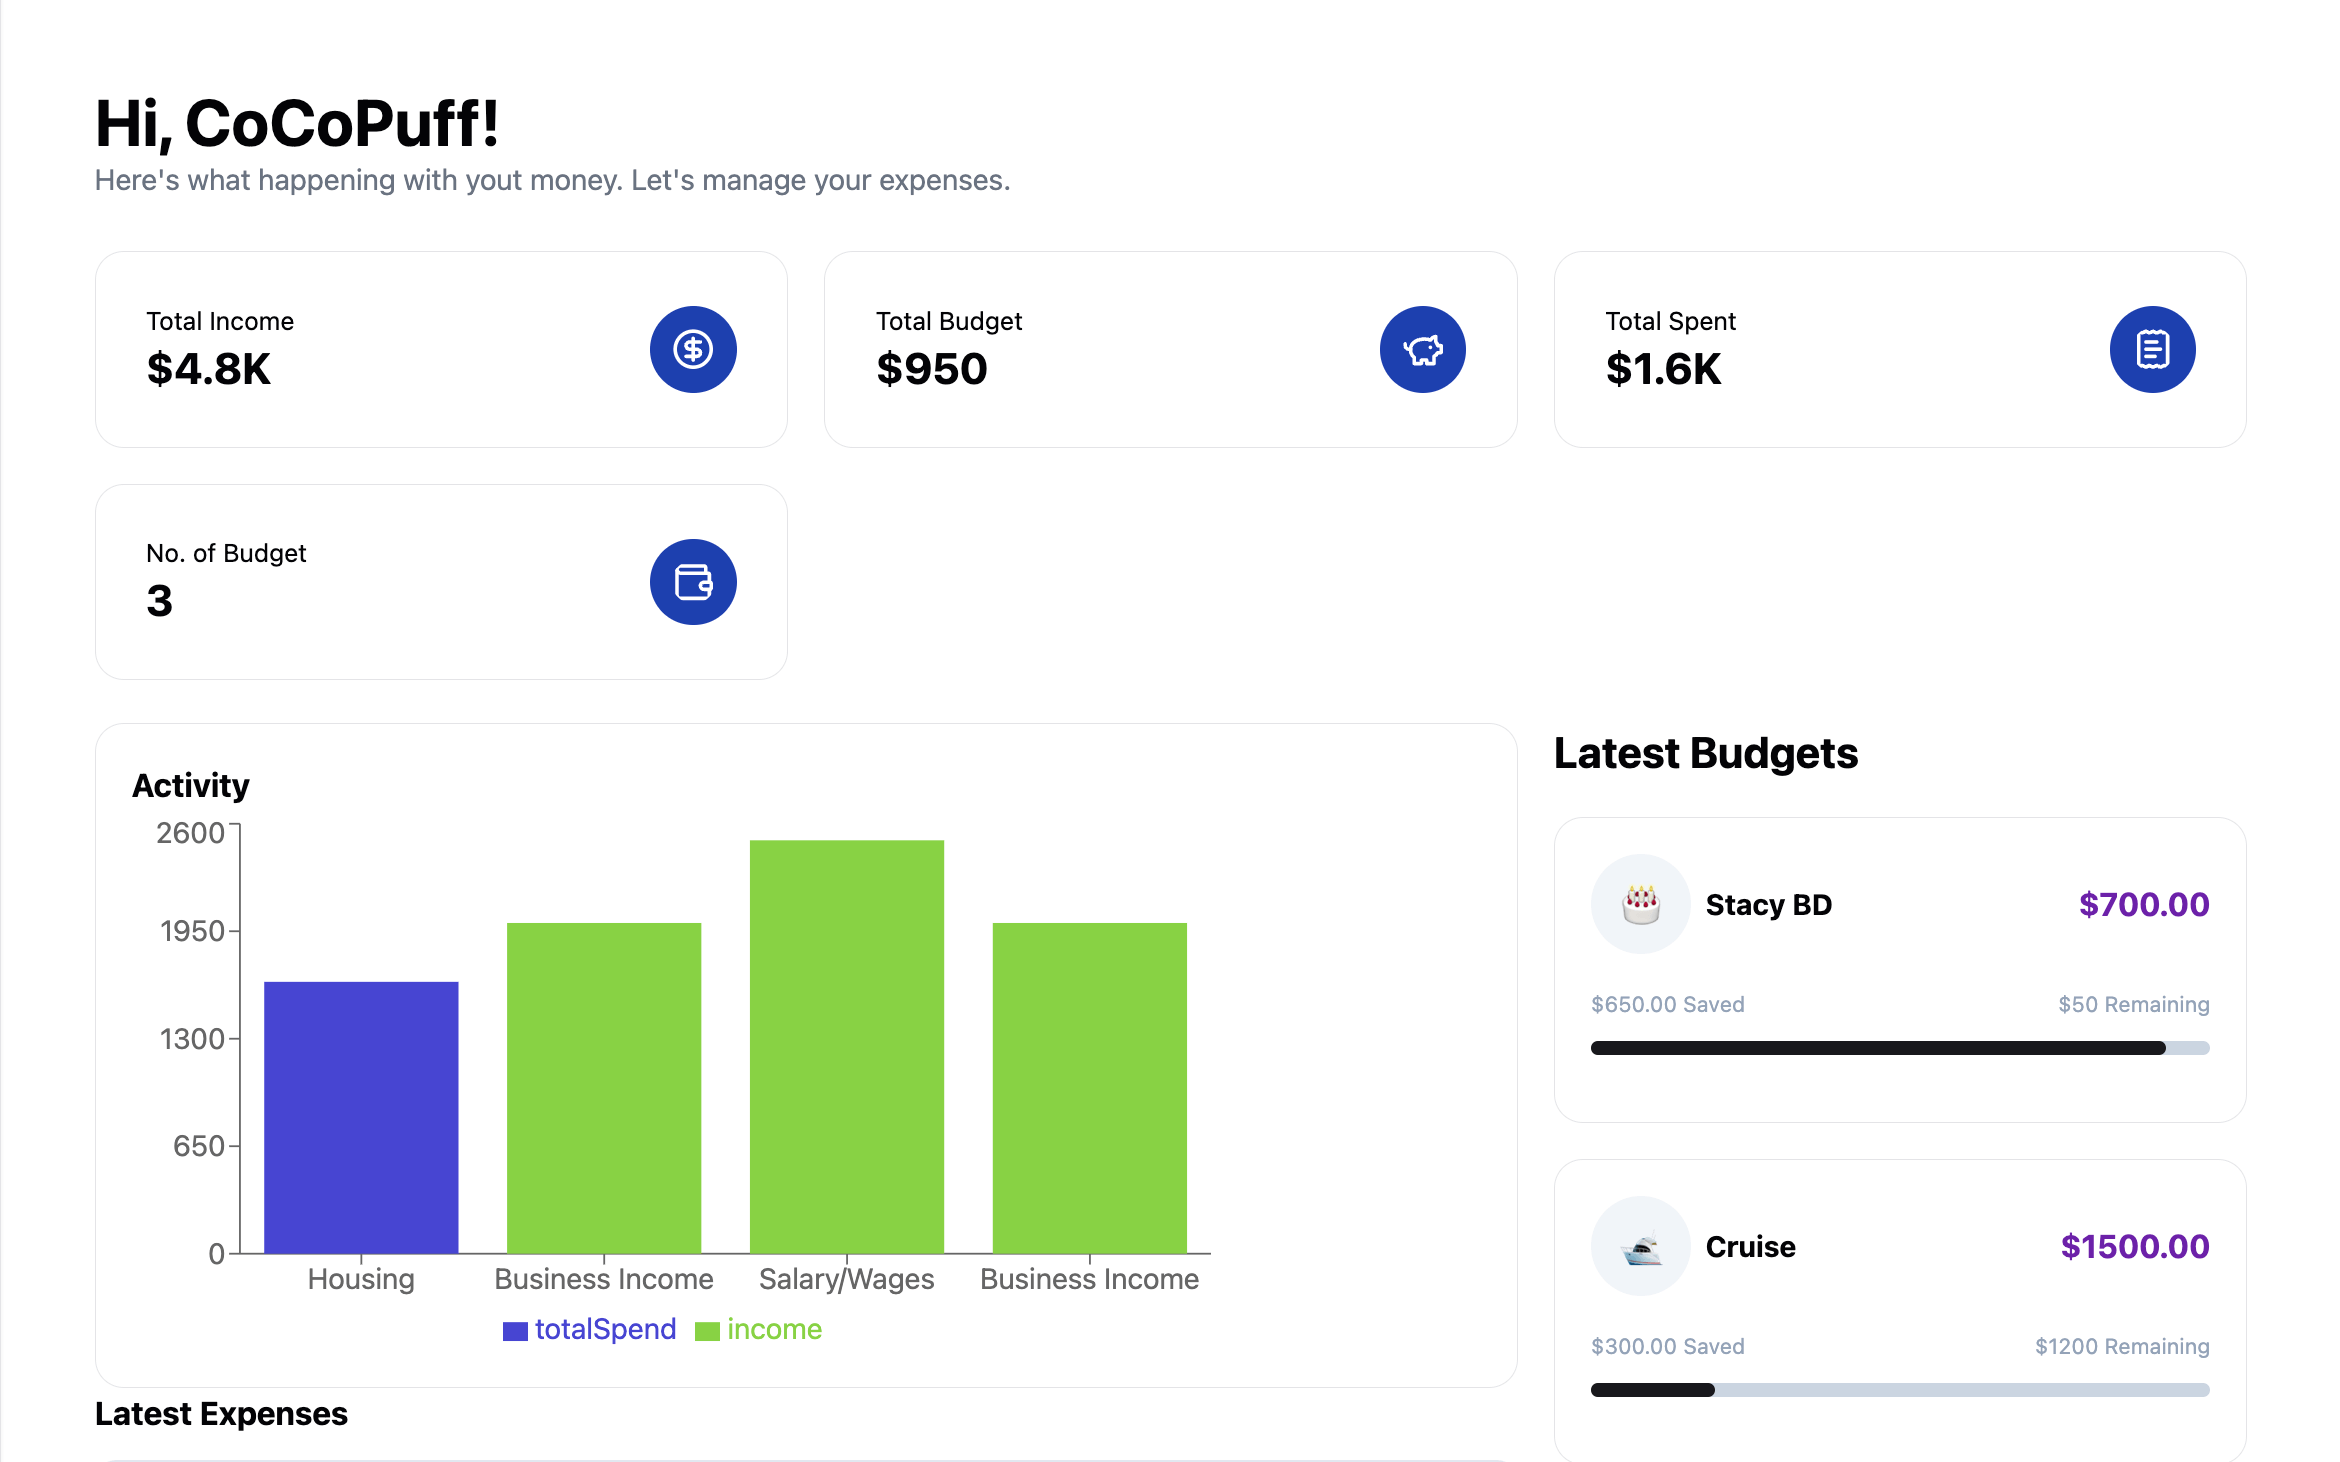 Hi, CoCoPuff!
Here's what happening with yout money. Let's manage your expenses.
Total Income
$4.8K
Total Budget
$950
Total Spent
$1.6K
No. of Budget
3
Activity
2600
1950
1300
650
0
Housing
Business Income
Salary/Wages
Business Income
totalSpend
income
Latest Budgets
Stacy BD
$700.00
$650.00 Saved
$50 Remaining
Cruise
$1500.00
$300.00 Saved
$1200 Remaining
Latest Expenses